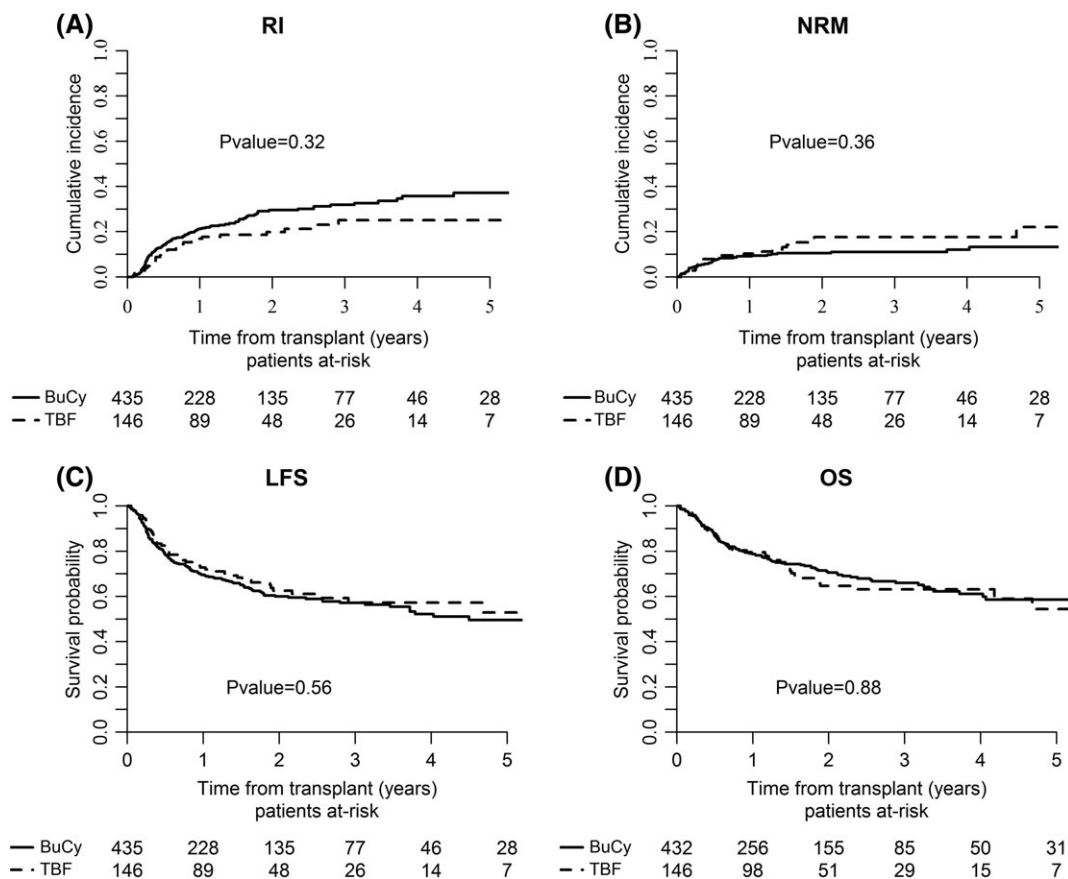 (A) RI
Cumulative incidence
1.0
0.8
0.6
0.4
0.2
0.0
Pvalue=0.32
0 1 2 3 4 5
Time from transplant (years)
patients at-risk
BuCy 435 228 135 77 46 28
TBF 146 89 48 26 14 7
(B) NRM
Cumulative incidence
1.0
0.8
0.6
0.4
0.2
0.0
Pvalue=0.36
0 1 2 3 4 5
Time from transplant (years)
patients at-risk
BuCy 435 228 135 77 46 28
TBF 146 89 48 26 14 7
(C) LFS
Survival probability
1.0
0.8
0.6
0.4
0.2
0.0
Pvalue=0.56
0 1 2 3 4 5
Time from transplant (years)
patients at-risk
BuCy 435 228 135 77 46 28
TBF 146 89 48 26 14 7
(D) OS
Survival probability
1.0
0.8
0.6
0.4
0.2
0.0
Pvalue=0.88
0 1 2 3 4 5
Time from transplant (years)
patients at-risk
BuCy 432 256 155 85 50 31
TBF 146 98 51 29 15 7